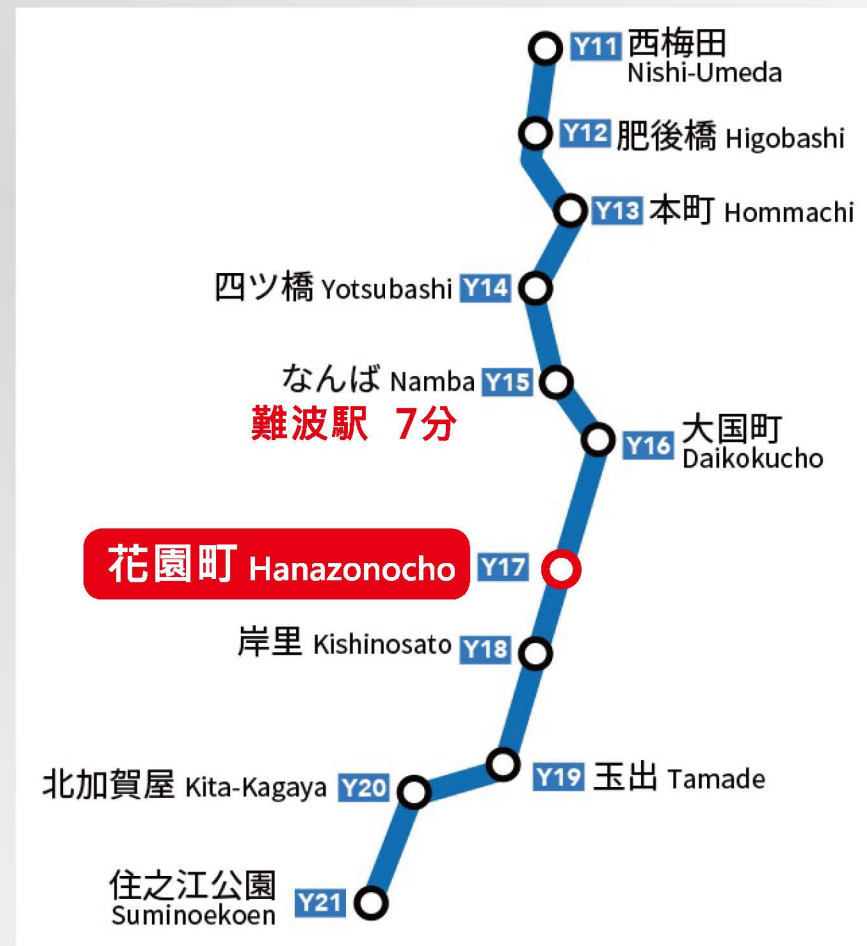 Y11 西梅田
Nishi-Umeda
Y12 肥後橋 Higobashi
Y13 本町 Hommachi
四ツ橋 Yotsubashi Y14
なんば Namba Y15
難波駅 7分
Y16 大国町
Daikokucho
花園町 Hanazonocho Y17
岸里 Kishinosato Y18
Y19 玉出 Tamade
北加賀屋 Kita-Kagaya Y20
住之江公園
Suminoekoen Y21